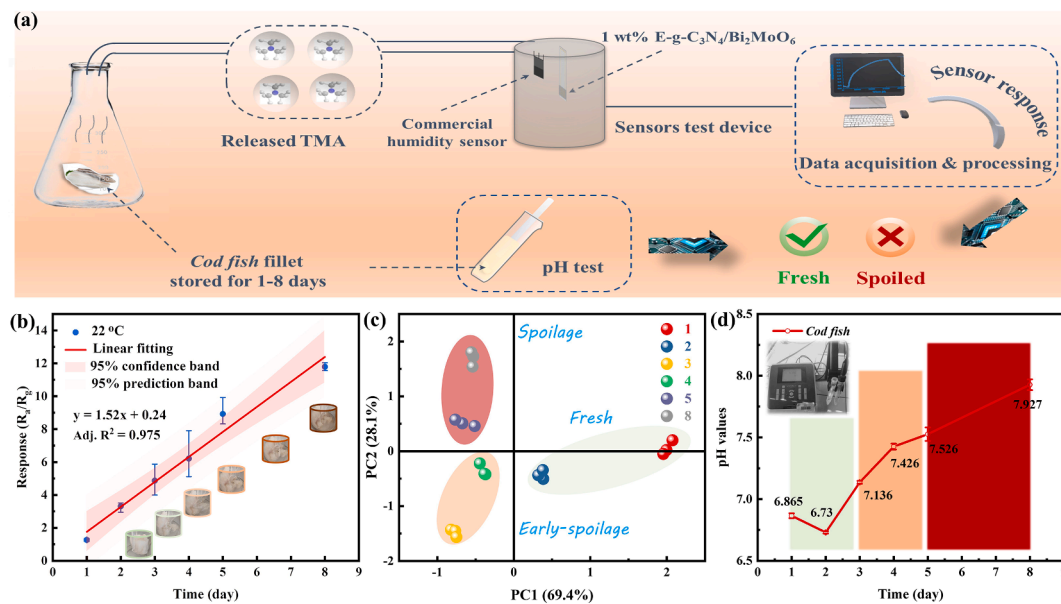 (a)
1 wt% E-g-C₃N₄/Bi₂MoO₆
Released TMA
Commercial
humidity sensor
Sensors test device
Sensor response
Data acquisition & processing
Cod fish fillet
stored for 1-8 days
pH test
Fresh
Spoiled
(b)
14
12
10
8
6
4
2
0
Response (Rₐ/R_g)
22 °C
Linear fitting
95% confidence band
95% prediction band
y = 1.52x + 0.24
Adj. R² = 0.975
0 1 2 3 4 5 6 7 8 9
Time (day)
(c)
2
1
0
-1
-2
PC2 (28.1%)
Spoilage
Fresh
Early-spoilage
1
2
3
4
5
8
-1 0 1 2
PC1 (69.4%)
(d)
8.5
8.0
7.5
7.0
6.5
pH values
Cod fish
6.865
6.73
7.136
7.426
7.526
7.927
0 1 2 3 4 5 6 7 8 9
Time (day)